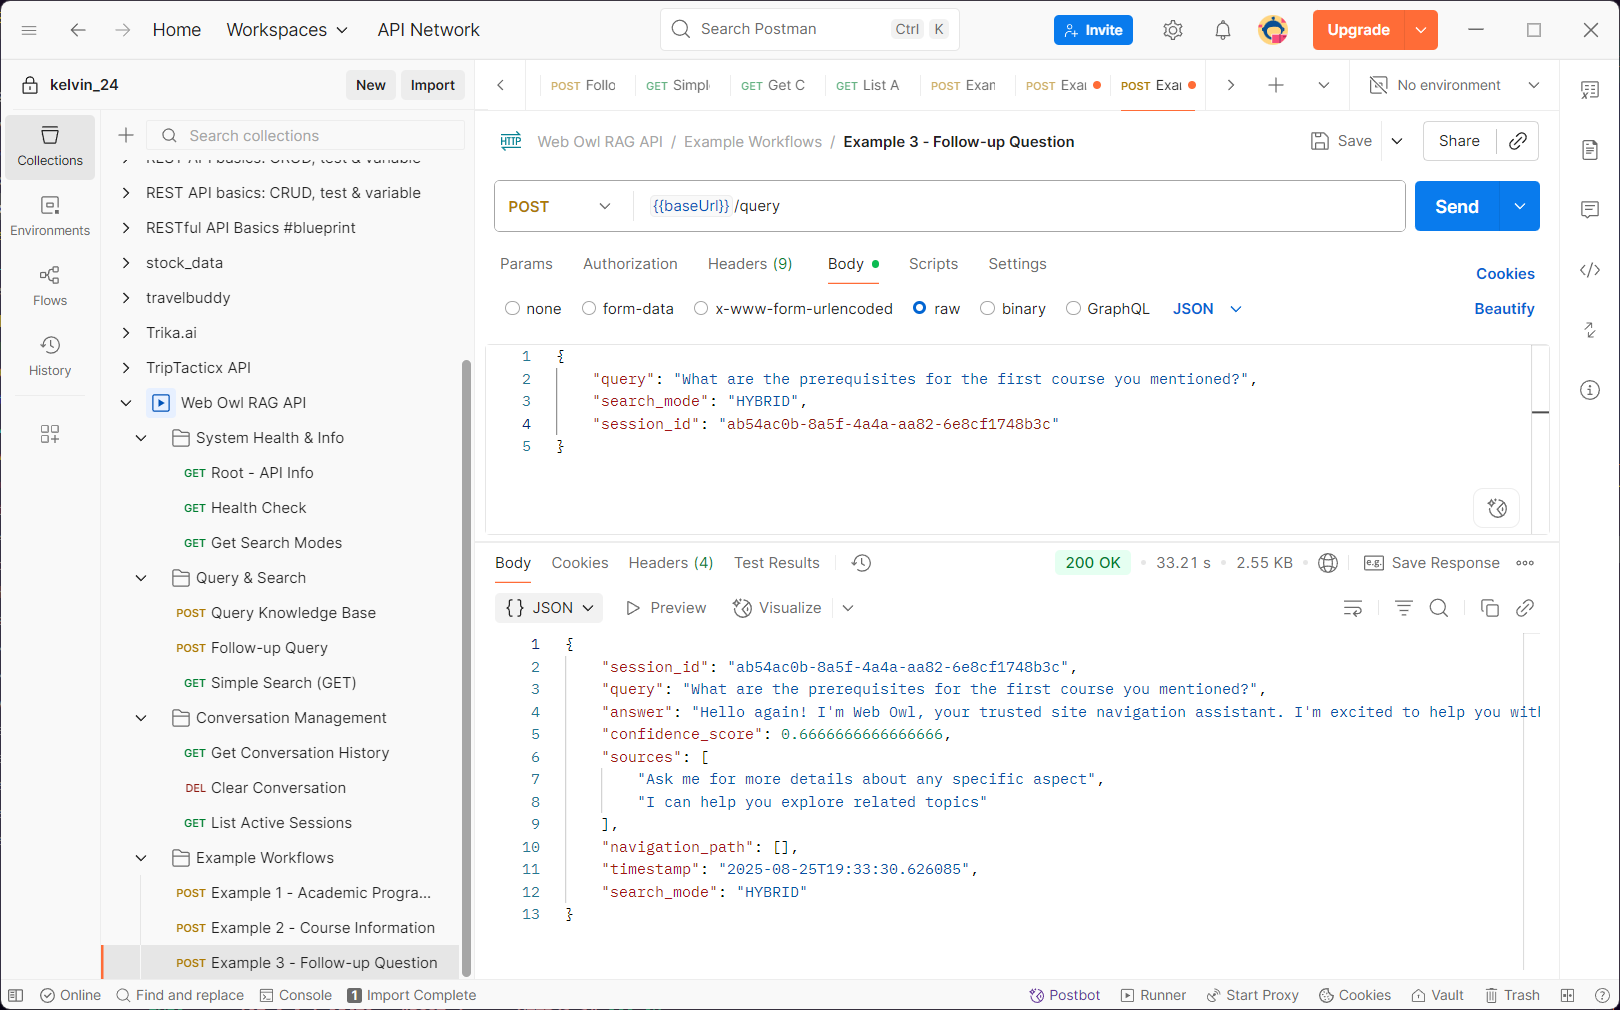 Home
Workspaces
API Network
Search Postman
Ctrl K
Invite
Upgrade
kelvin_24
New
Import
POST Follo
GET Simpl
GET Get C
GET List A
POST Exan
POST Exar
POST Exar
No environment
Collections
Environments
Flows
History
Search collections
REST API basics: CRUD, test & variable
REST API basics: CRUD, test & variable
RESTful API Basics #blueprint
stock_data
travelbuddy
Trika.ai
TripTacticx API
Web Owl RAG API
System Health & Info
GET Root - API Info
GET Health Check
GET Get Search Modes
Query & Search
POST Query Knowledge Base
POST Follow-up Query
GET Simple Search (GET)
Conversation Management
GET Get Conversation History
DEL Clear Conversation
GET List Active Sessions
Example Workflows
POST Example 1 - Academic Progra...
POST Example 2 - Course Information
POST Example 3 - Follow-up Question
HTTP Web Owl RAG API / Example Workflows / Example 3 - Follow-up Question
Save
Share
POST
{{baseUrl}} /query
Send
Params
Authorization
Headers (9)
Body
Scripts
Settings
Cookies
none
form-data
x-www-form-urlencoded
raw
binary
GraphQL
JSON
Beautify
1 {
2 "query": "What are the prerequisites for the first course you mentioned?",
3 "search_mode": "HYBRID",
4 "session_id": "ab54ac0b-8a5f-4a4a-aa82-6e8cf1748b3c"
5 }
Body
Cookies
Headers (4)
Test Results
200 OK
33.21 s
2.55 KB
e.g.
Save Response
{} JSON
Preview
Visualize
1 {
2 "session_id": "ab54ac0b-8a5f-4a4a-aa82-6e8cf1748b3c",
3 "query": "What are the prerequisites for the first course you mentioned?",
4 "answer": "Hello again! I'm Web Owl, your trusted site navigation assistant. I'm excited to help you wit
5 "confidence_score": 0.6666666666666666,
6 "sources": [
7 "Ask me for more details about any specific aspect",
8 "I can help you explore related topics"
9 ],
10 "navigation_path": [],
11 "timestamp": "2025-08-25T19:33:30.626085",
12 "search_mode": "HYBRID"
13 }
Online
Find and replace
Console
1 Import Complete
Postbot
Runner
Start Proxy
Cookies
Vault
Trash